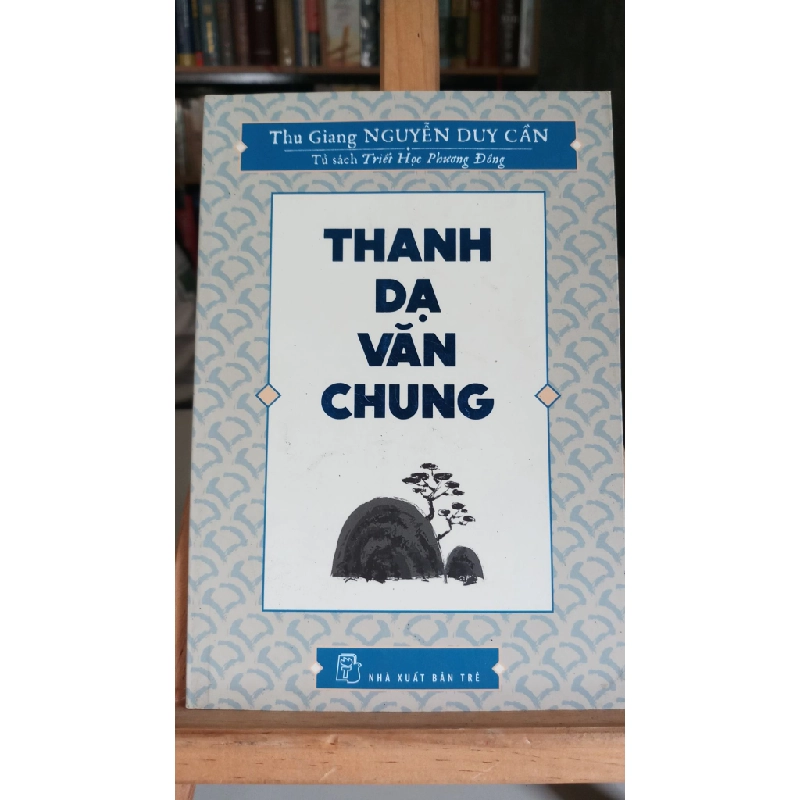 Thu Giang NGUYỄN DUY CẦN
Tủ sách Triết Học Phương Đông
THANH
DẠ
VĂN
CHUNG
NHÀ XUẤT BẢN TRẺ